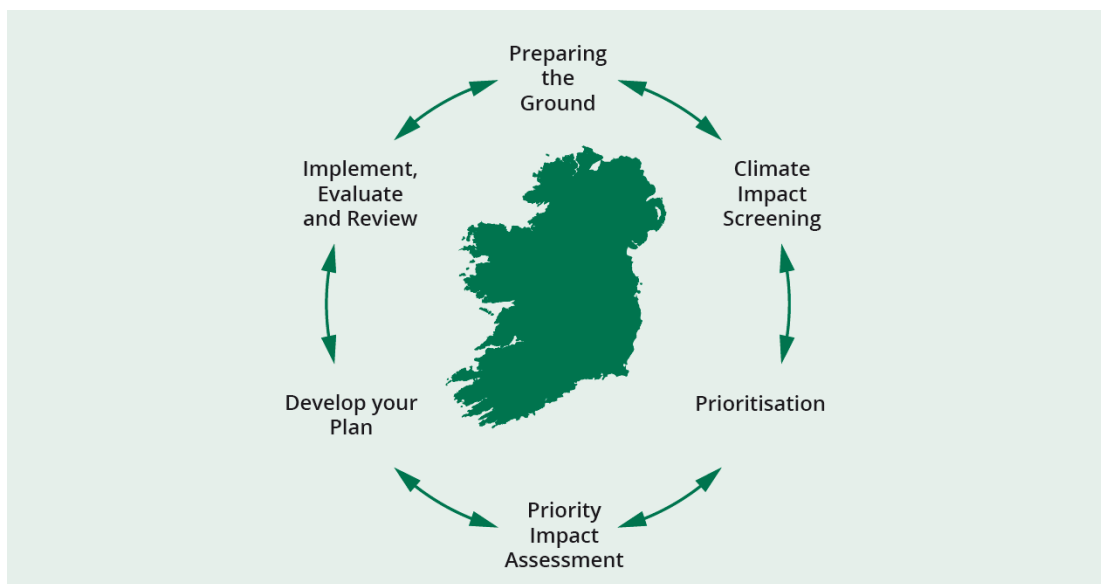 Preparing
the
Ground
Climate
Impact
Screening
Prioritisation
Priority
Impact
Assessment
Develop your
Plan
Implement,
Evaluate
and Review